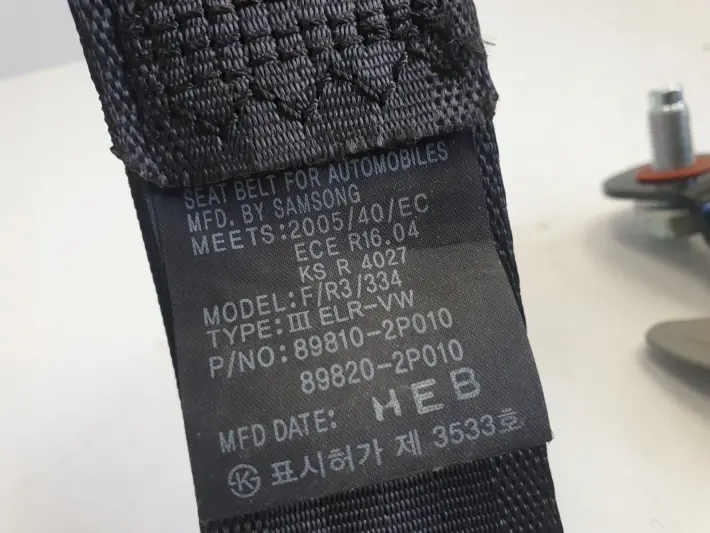 SEAT BELT FOR AUTOMOBILES
MFD. BY SAMSONG
MEETS:2005/40/EC
ECE R16.04
KS R 4027
MODEL:F/R3/334
TYPE:Ⅲ ELR-VW
P/NO:89810-2P010
89820-2P010
MFD DATE: HEB
K 표시허가 제 3533호